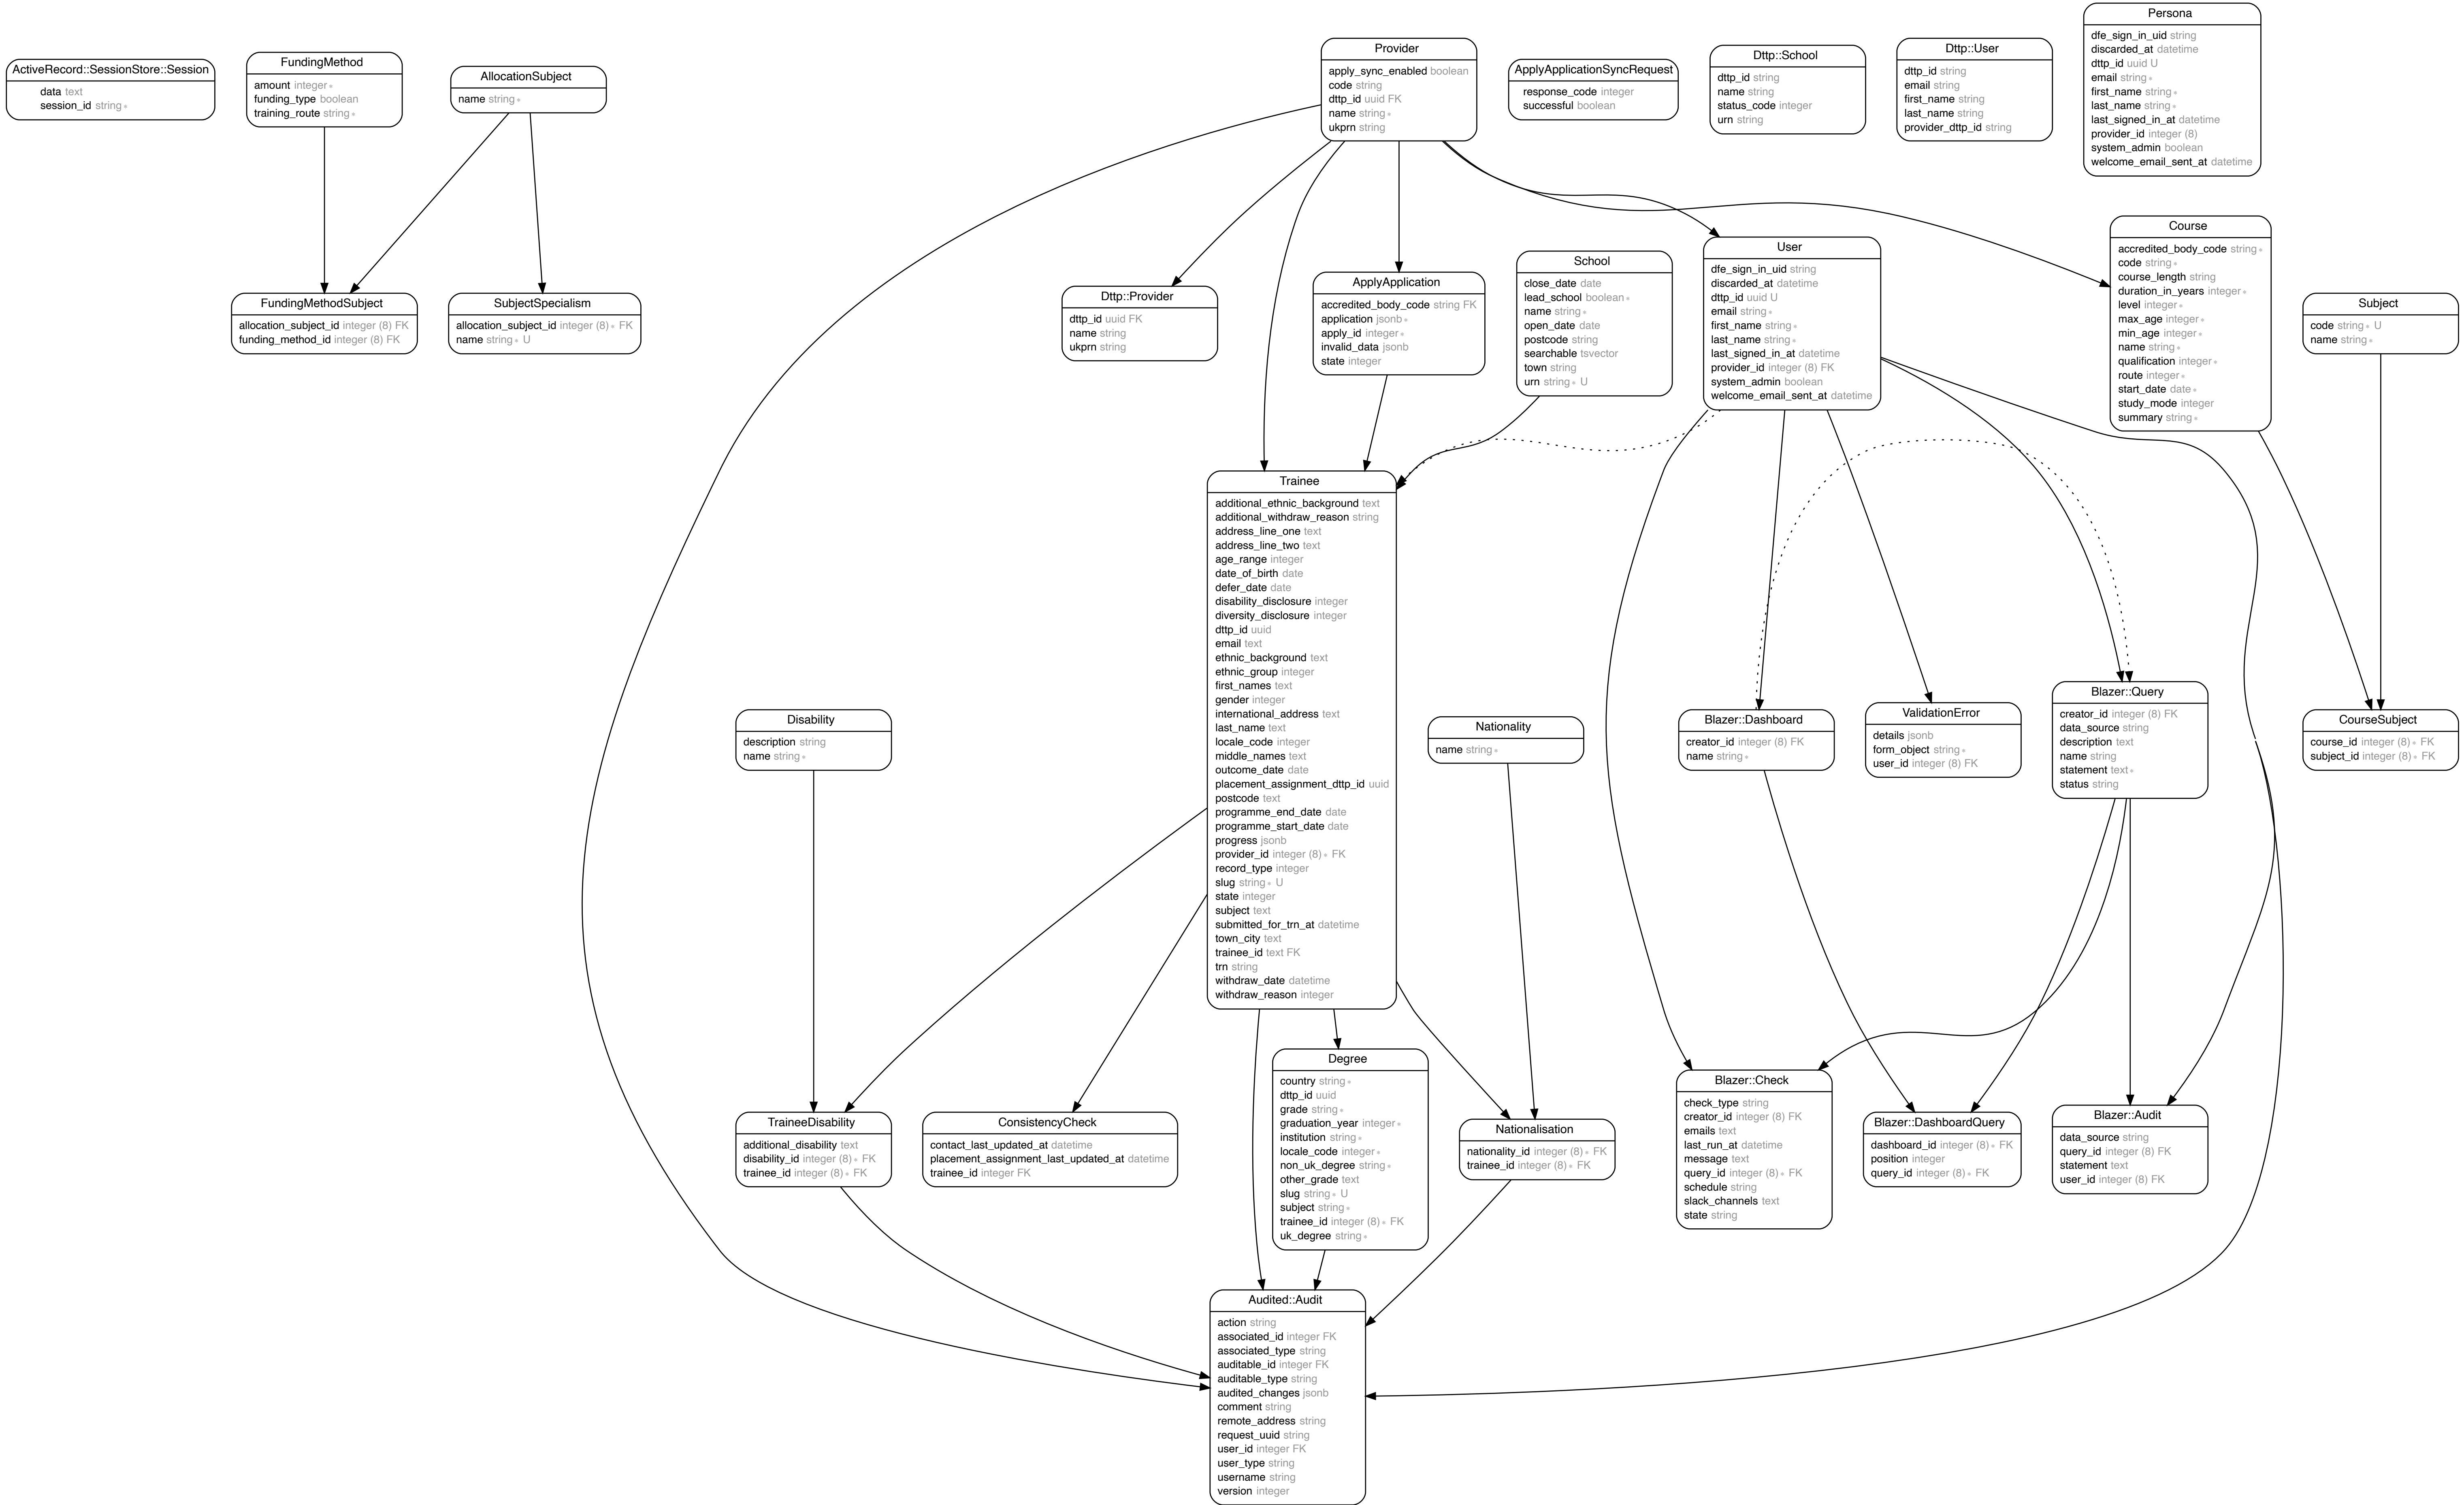 ActiveRecord::SessionStore::Session
data text
session_id string∗
FundingMethod
amount integer∗
funding_type boolean
training_route string∗
AllocationSubject
name string∗
Provider
apply_sync_enabled boolean
code string
dttp_id uuid FK
name string∗
ukprn string
ApplyApplicationSyncRequest
response_code integer
successful boolean
Dttp::School
dttp_id string
name string
status_code integer
urn string
Dttp::User
dttp_id string
email string
first_name string
last_name string
provider_dttp_id string
Persona
dfe_sign_in_uid string
discarded_at datetime
dttp_id uuid U
email string∗
first_name string∗
last_name string∗
last_signed_in_at datetime
provider_id integer (8)
system_admin boolean
welcome_email_sent_at datetime
FundingMethodSubject
allocation_subject_id integer (8) FK
funding_method_id integer (8) FK
SubjectSpecialism
allocation_subject_id integer (8)∗ FK
name string∗ U
Dttp::Provider
dttp_id uuid FK
name string
ukprn string
ApplyApplication
accredited_body_code string FK
application jsonb∗
apply_id integer∗
invalid_data jsonb
state integer
School
close_date date
lead_school boolean∗
name string∗
open_date date
postcode string
searchable tsvector
town string
urn string∗ U
User
dfe_sign_in_uid string
discarded_at datetime
dttp_id uuid U
email string∗
first_name string∗
last_name string∗
last_signed_in_at datetime
provider_id integer (8) FK
system_admin boolean
welcome_email_sent_at datetime
Course
accredited_body_code string∗
code string∗
course_length string
duration_in_years integer∗
level integer∗
max_age integer∗
min_age integer∗
name string∗
qualification integer∗
route integer∗
start_date date∗
study_mode integer
summary string∗
Subject
code string∗ U
name string∗
Trainee
additional_ethnic_background text
additional_withdraw_reason string
address_line_one text
address_line_two text
age_range integer
date_of_birth date
defer_date date
disability_disclosure integer
diversity_disclosure integer
dttp_id uuid
email text
ethnic_background text
ethnic_group integer
first_names text
gender integer
international_address text
last_name text
locale_code integer
middle_names text
outcome_date date
placement_assignment_dttp_id uuid
postcode text
programme_end_date date
programme_start_date date
progress jsonb
provider_id integer (8)∗ FK
record_type integer
slug string∗ U
state integer
subject text
submitted_for_trn_at datetime
town_city text
trainee_id text FK
trn string
withdraw_date datetime
withdraw_reason integer
Disability
description string
name string∗
Nationality
name string∗
Blazer::Dashboard
creator_id integer (8) FK
name string∗
ValidationError
details jsonb
form_object string∗
user_id integer (8) FK
Blazer::Query
creator_id integer (8) FK
data_source string
description text
name string
statement text∗
status string
CourseSubject
course_id integer (8)∗ FK
subject_id integer (8)∗ FK
TraineeDisability
additional_disability text
disability_id integer (8)∗ FK
trainee_id integer (8)∗ FK
ConsistencyCheck
contact_last_updated_at datetime
placement_assignment_last_updated_at datetime
trainee_id integer FK
Degree
country string∗
dttp_id uuid
grade string∗
graduation_year integer∗
institution string∗
locale_code integer∗
non_uk_degree string∗
other_grade text
slug string∗ U
subject string∗
trainee_id integer (8)∗ FK
uk_degree string∗
Nationalisation
nationality_id integer (8)∗ FK
trainee_id integer (8)∗ FK
Blazer::Check
check_type string
creator_id integer (8) FK
emails text
last_run_at datetime
message text
query_id integer (8)∗ FK
schedule string
slack_channels text
state string
Blazer::DashboardQuery
dashboard_id integer (8)∗ FK
position integer
query_id integer (8)∗ FK
Blazer::Audit
data_source string
query_id integer (8) FK
statement text
user_id integer (8) FK
Audited::Audit
action string
associated_id integer FK
associated_type string
auditable_id integer FK
auditable_type string
audited_changes jsonb
comment string
remote_address string
request_uuid string
user_id integer FK
user_type string
username string
version integer